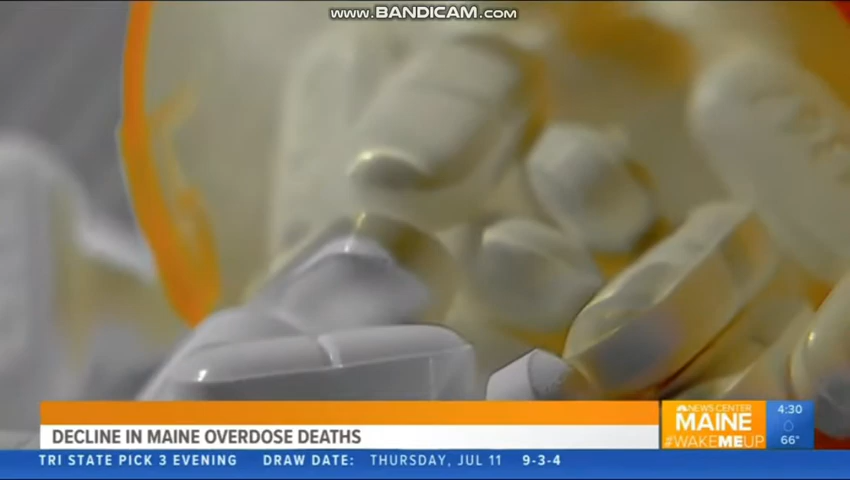 www.BANDICAM.com
DECLINE IN MAINE OVERDOSE DEATHS
NEWS CENTER
MAINE
#WAKEMEUP
4:30
66°
TRI STATE PICK 3 EVENING DRAW DATE: THURSDAY, JUL 11 9-3-4